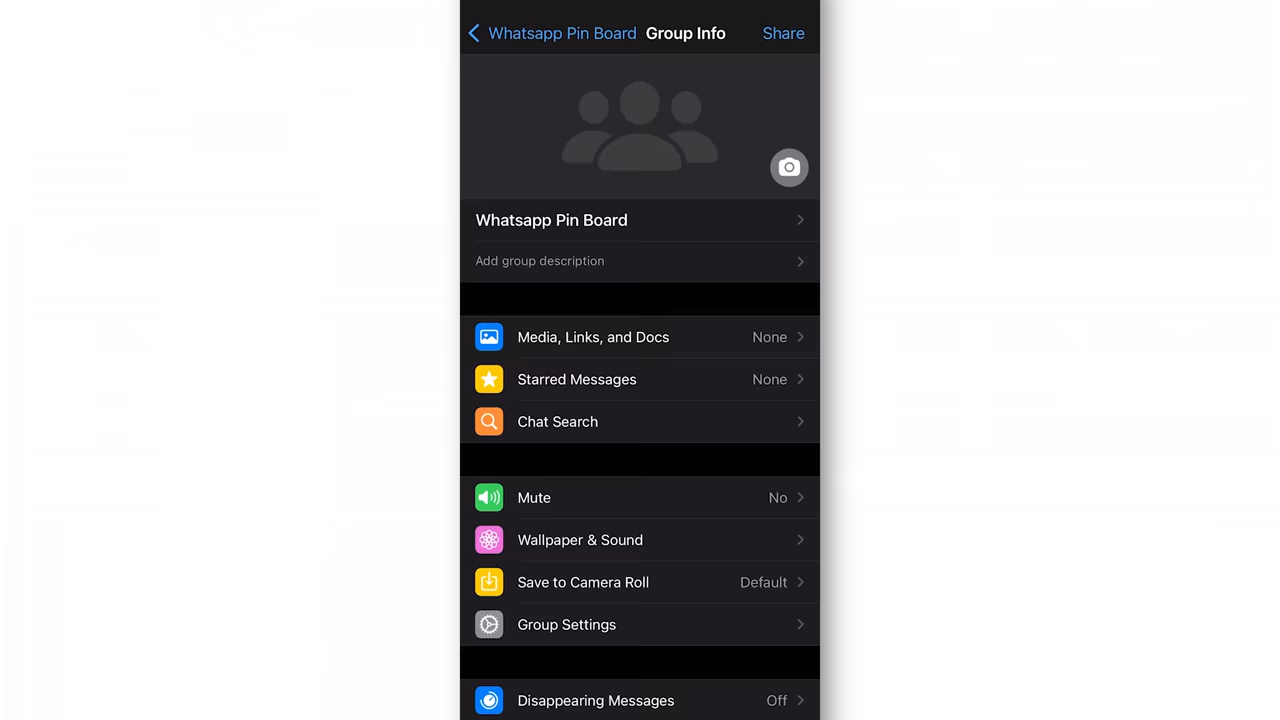 Whatsapp Pin Board Group Info Share
Whatsapp Pin Board
Add group description
Media, Links, and Docs None
Starred Messages None
Chat Search
Mute No
Wallpaper & Sound
Save to Camera Roll Default
Group Settings
Disappearing Messages Off